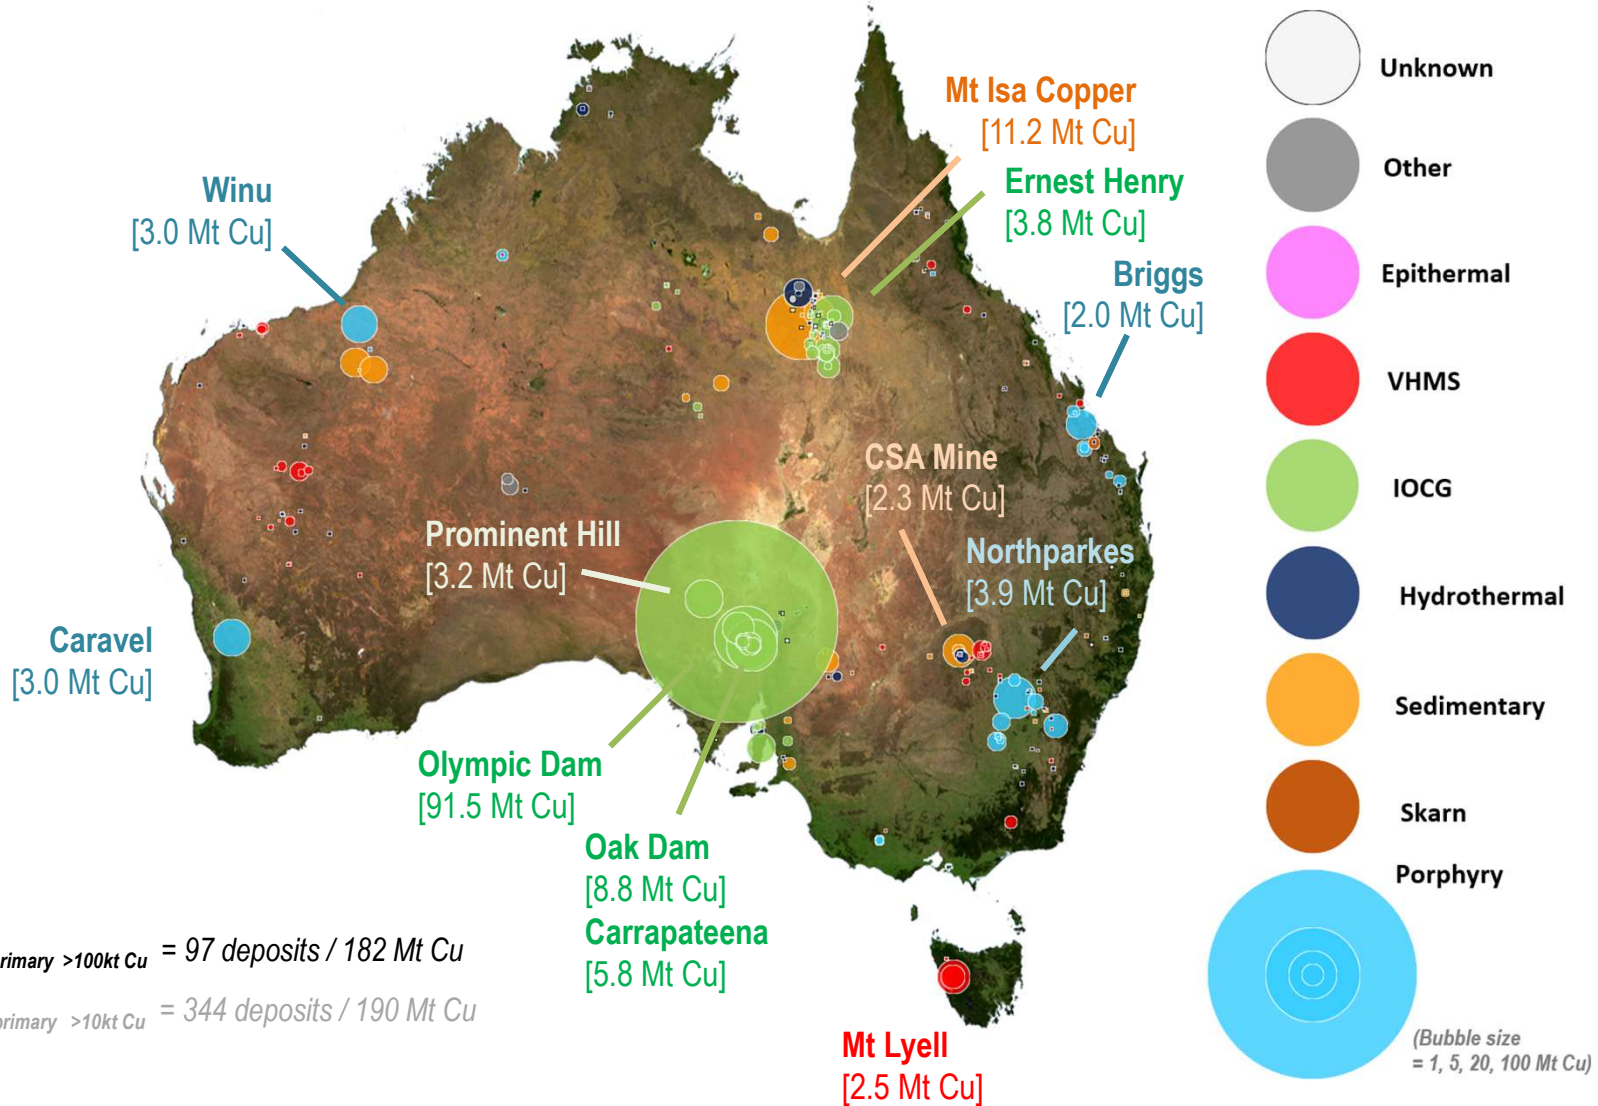 Mt Isa Copper
[11.2 Mt Cu]
Ernest Henry
[3.8 Mt Cu]
Winu
[3.0 Mt Cu]
Briggs
[2.0 Mt Cu]
CSA Mine
[2.3 Mt Cu]
Prominent Hill
[3.2 Mt Cu]
Northparkes
[3.9 Mt Cu]
Caravel
[3.0 Mt Cu]
Olympic Dam
[91.5 Mt Cu]
Oak Dam
[8.8 Mt Cu]
Carrapateena
[5.8 Mt Cu]
Mt Lyell
[2.5 Mt Cu]
rimary >100kt Cu = 97 deposits / 182 Mt Cu
rimary >10kt Cu = 344 deposits / 190 Mt Cu
Unknown
Other
Epithermal
VHMS
IOCG
Hydrothermal
Sedimentary
Skarn
Porphyry
(Bubble size
= 1, 5, 20, 100 Mt Cu)